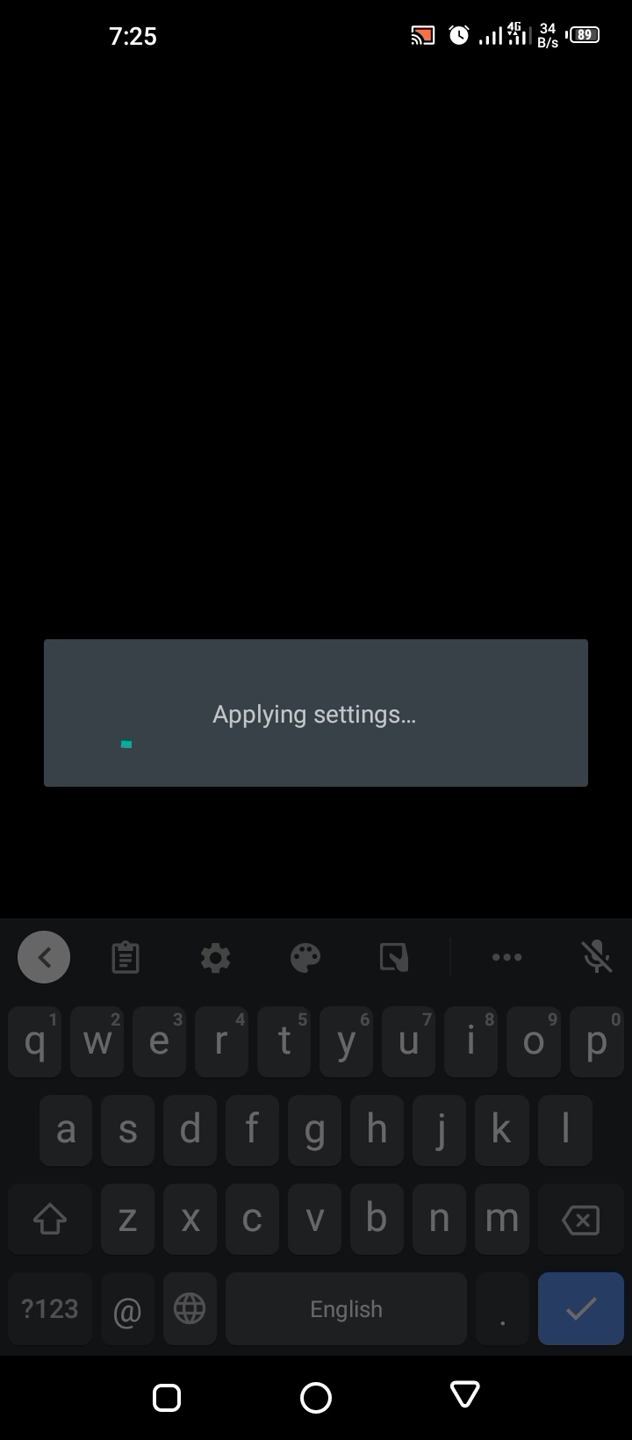 7:25
4G
34
B/s
89
Applying settings...
1 2 3 4 5 6 7 8 9 0
q w e r t y u i o p
a s d f g h j k l
z x c v b n m
?123 @ English .